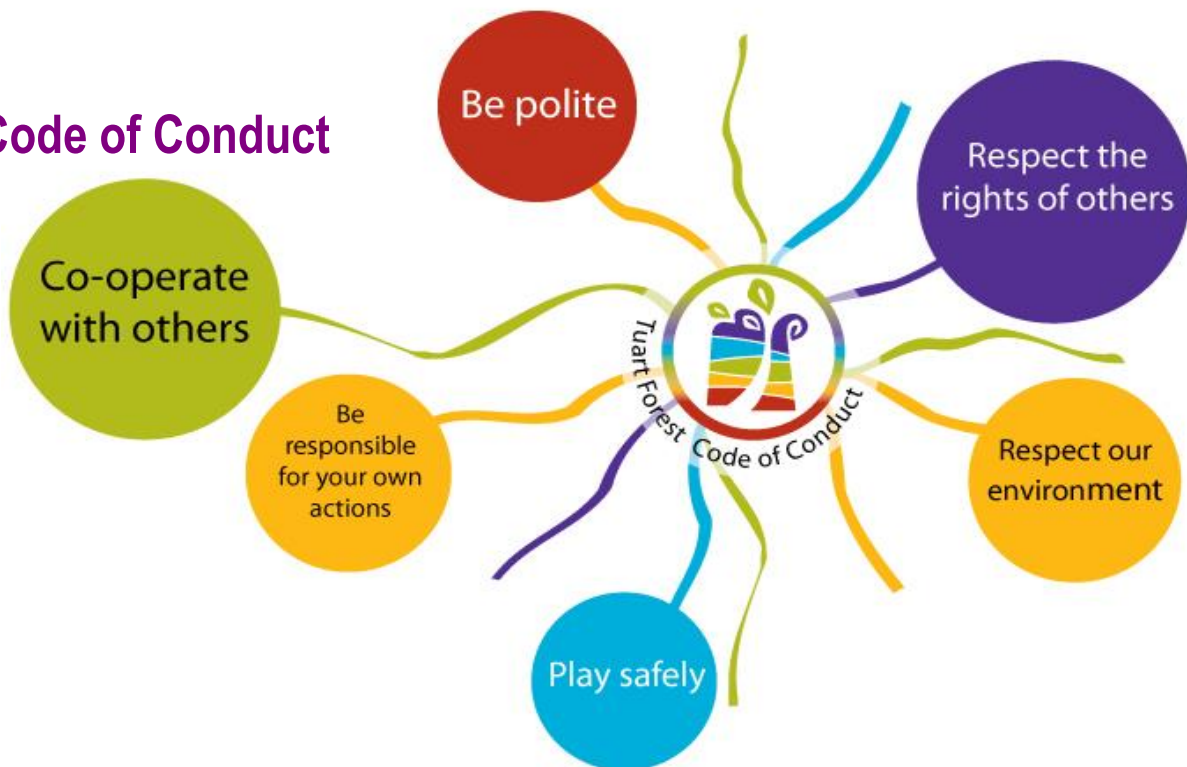 Code of Conduct
Be polite
Respect the
rights of others
Co-operate
with others
Tuart Forest Code of Conduct
Be
responsible
for your own
actions
Respect our
environment
Play safely